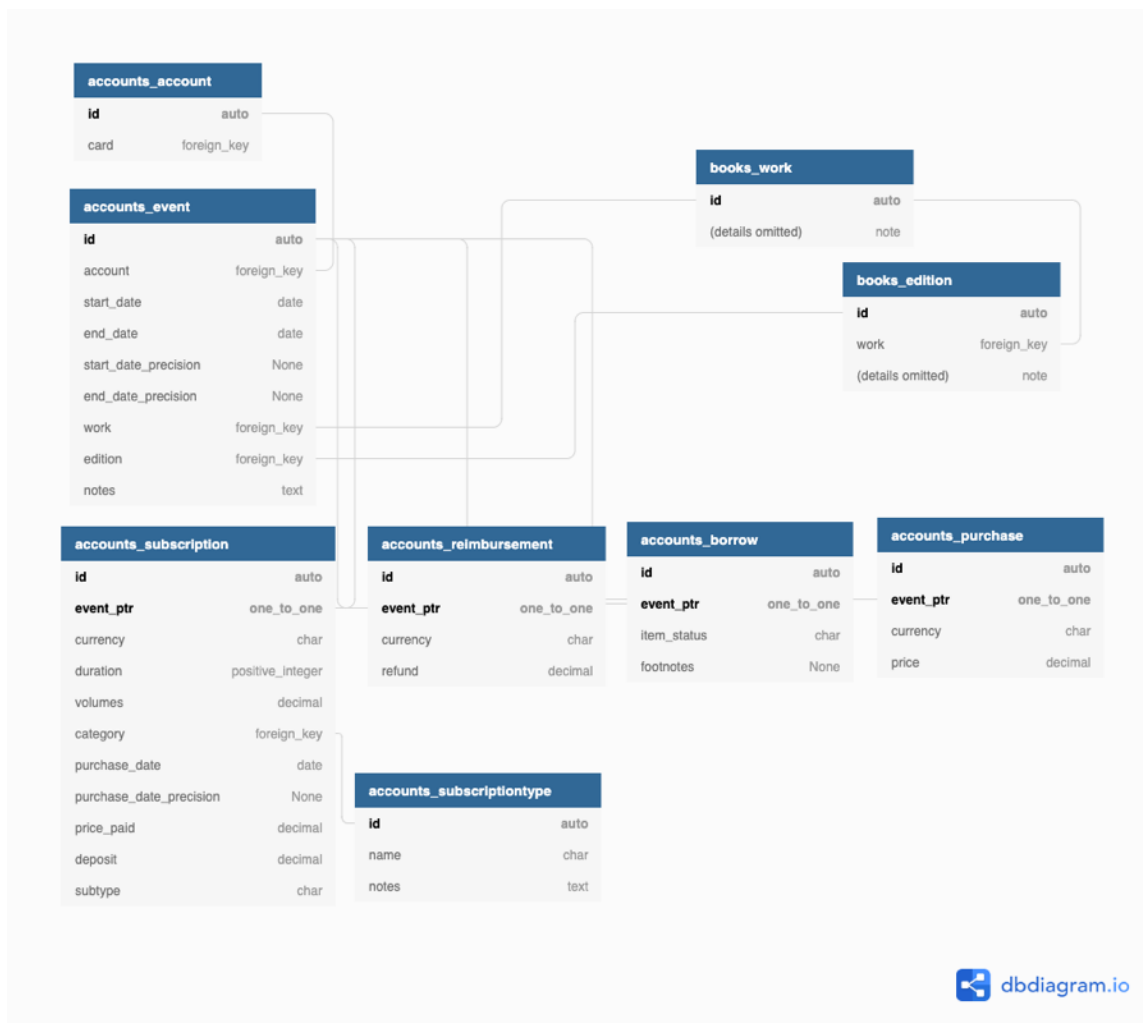 accounts_account
id auto
card foreign_key
accounts_event
id auto
account foreign_key
start_date date
end_date date
start_date_precision None
end_date_precision None
work foreign_key
edition foreign_key
notes text
books_work
id auto
(details omitted) note
books_edition
id auto
work foreign_key
(details omitted) note
accounts_subscription
id auto
event_ptr one_to_one
currency char
duration positive_integer
volumes decimal
category foreign_key
purchase_date date
purchase_date_precision None
price_paid decimal
deposit decimal
subtype char
accounts_reimbursement
id auto
event_ptr one_to_one
currency char
refund decimal
accounts_borrow
id auto
event_ptr one_to_one
item_status char
footnotes None
accounts_purchase
id auto
event_ptr one_to_one
currency char
price decimal
accounts_subscriptiontype
id auto
name char
notes text
dbdiagram.io